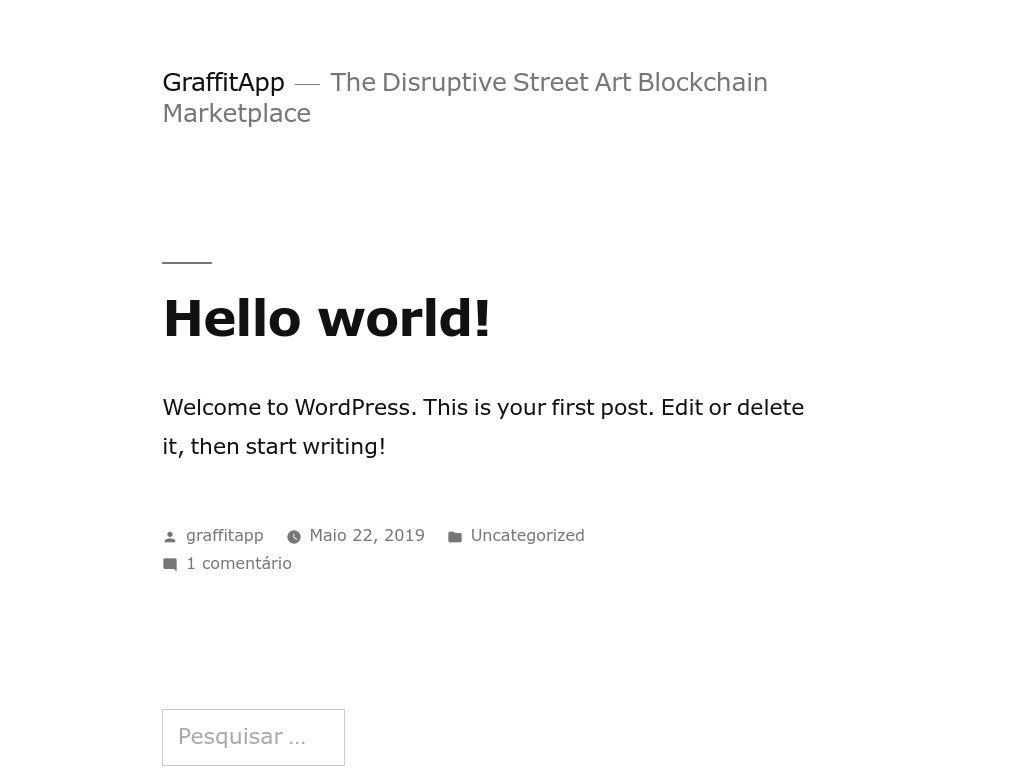 GraffitApp — The Disruptive Street Art Blockchain
Marketplace
Hello world!
Welcome to WordPress. This is your first post. Edit or delete
it, then start writing!
graffitapp Maio 22, 2019 Uncategorized
1 comentário
Pesquisar …